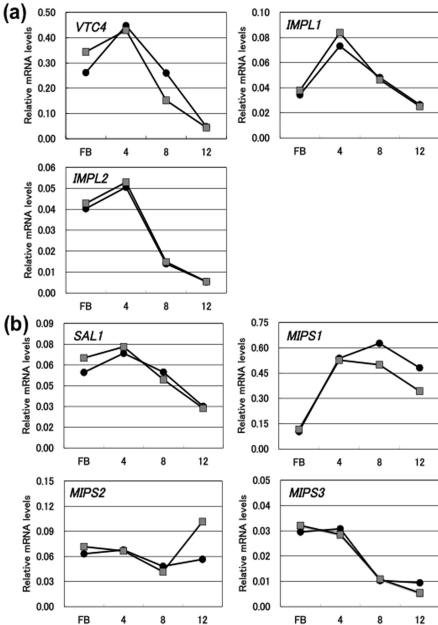 (a)
VTC4
Relative mRNA levels
0.50
0.40
0.30
0.20
0.10
0.00
FB 4 8 12
IMPL1
Relative mRNA levels
0.10
0.08
0.06
0.04
0.02
0.00
FB 4 8 12
IMPL2
Relative mRNA levels
0.06
0.05
0.04
0.03
0.02
0.01
0.00
FB 4 8 12
(b)
SAL1
Relative mRNA levels
0.09
0.08
0.06
0.05
0.03
0.02
0.00
FB 4 8 12
MIPS1
Relative mRNA levels
0.75
0.60
0.45
0.30
0.15
0.00
FB 4 8 12
MIPS2
Relative mRNA levels
0.15
0.12
0.09
0.06
0.03
0.00
FB 4 8 12
MIPS3
Relative mRNA levels
0.05
0.04
0.03
0.02
0.01
0.00
FB 4 8 12